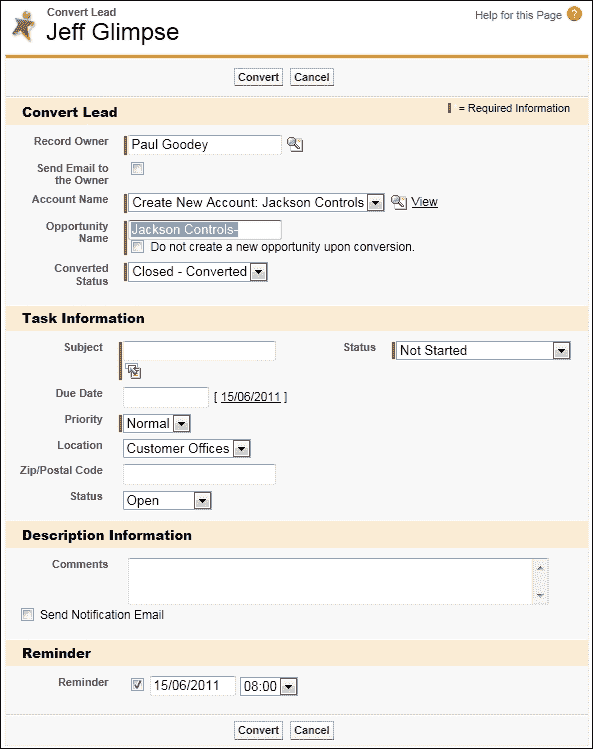 Convert Lead
Jeff Glimpse
Help for this Page ?
Convert Cancel
Convert Lead
= Required Information
Record Owner Paul Goodey
Send Email to
the Owner
Account Name Create New Account: Jackson Controls View
Opportunity
Name
Jackson Controls-
Do not create a new opportunity upon conversion.
Converted
Status
Closed - Converted
Task Information
Subject
Status Not Started
Due Date [ 15/06/2011 ]
Priority Normal
Location Customer Offices
Zip/Postal Code
Status Open
Description Information
Comments
Send Notification Email
Reminder
Reminder 15/06/2011 08:00
Convert Cancel